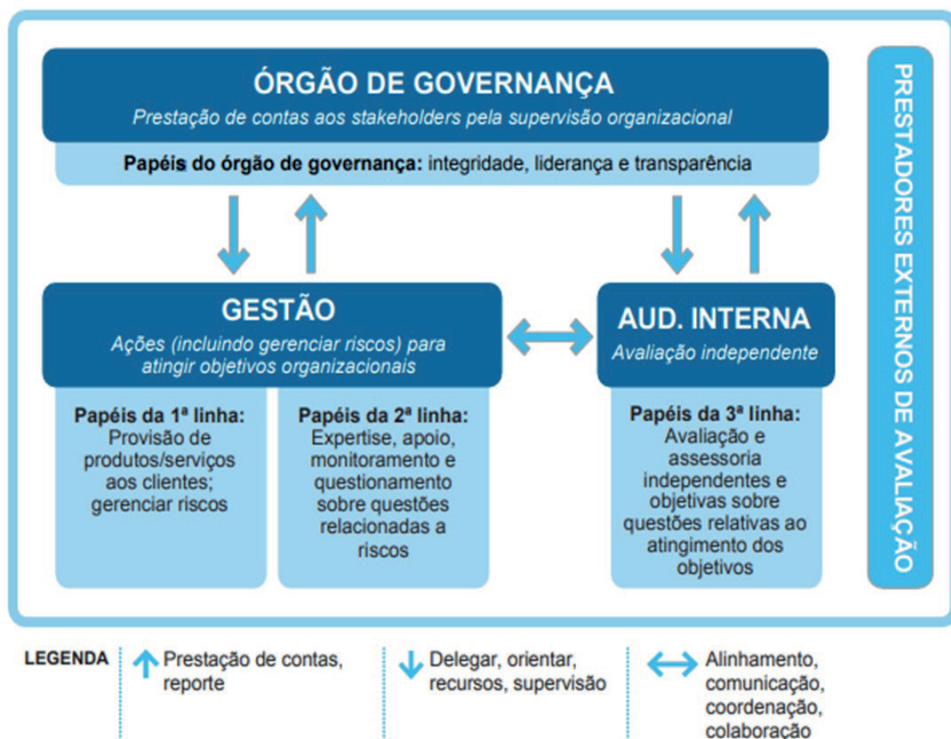 ÓRGÃO DE GOVERNANÇA
Prestação de contas aos stakeholders pela supervisão organizacional
Papéis do órgão de governança: integridade, liderança e transparência
GESTÃO
Ações (incluindo gerenciar riscos) para
atingir objetivos organizacionais
Papéis da 1ª linha:
Provisão de
produtos/serviços
aos clientes;
gerenciar riscos
Papéis da 2ª linha:
Expertise, apoio,
monitoramento e
questionamento
sobre questões
relacionadas a
riscos
AUD. INTERNA
Avaliação independente
Papéis da 3ª linha:
Avaliação e
assessoria
independentes e
objetivas sobre
questões relativas ao
atingimento dos
objetivos
PRESTADORES EXTERNOS DE AVALIAÇÃO
LEGENDA
Prestação de contas,
reporte
Delegar, orientar,
recursos, supervisão
Alinhamento,
comunicação,
coordenação,
colaboração